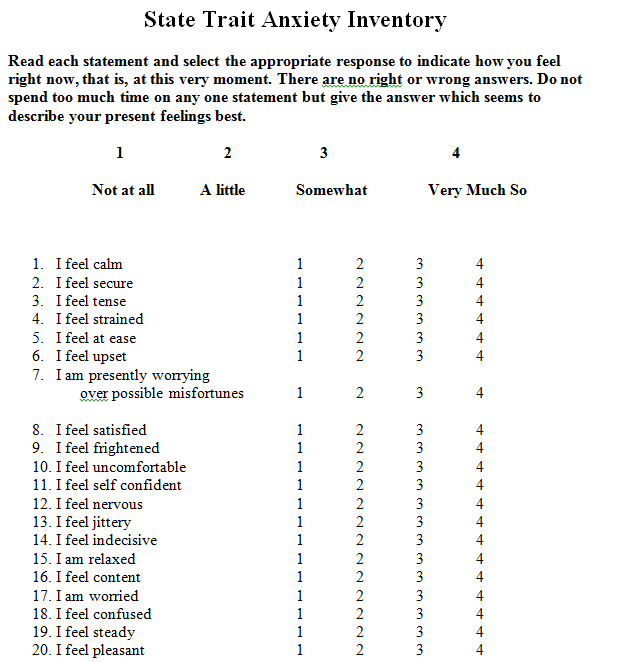 State Trait Anxiety Inventory
Read each statement and select the appropriate response to indicate how you feel
right now, that is, at this very moment. There are no right or wrong answers. Do not
spend too much time on any one statement but give the answer which seems to
describe your present feelings best.
1 2 3 4
Not at all A little Somewhat Very Much So
1. I feel calm 1 2 3 4
2. I feel secure 1 2 3 4
3. I feel tense 1 2 3 4
4. I feel strained 1 2 3 4
5. I feel at ease 1 2 3 4
6. I feel upset 1 2 3 4
7. I am presently worrying
over possible misfortunes 1 2 3 4
8. I feel satisfied 1 2 3 4
9. I feel frightened 1 2 3 4
10. I feel uncomfortable 1 2 3 4
11. I feel self confident 1 2 3 4
12. I feel nervous 1 2 3 4
13. I feel jittery 1 2 3 4
14. I feel indecisive 1 2 3 4
15. I am relaxed 1 2 3 4
16. I feel content 1 2 3 4
17. I am worried 1 2 3 4
18. I feel confused 1 2 3 4
19. I feel steady 1 2 3 4
20. I feel pleasant 1 2 3 4